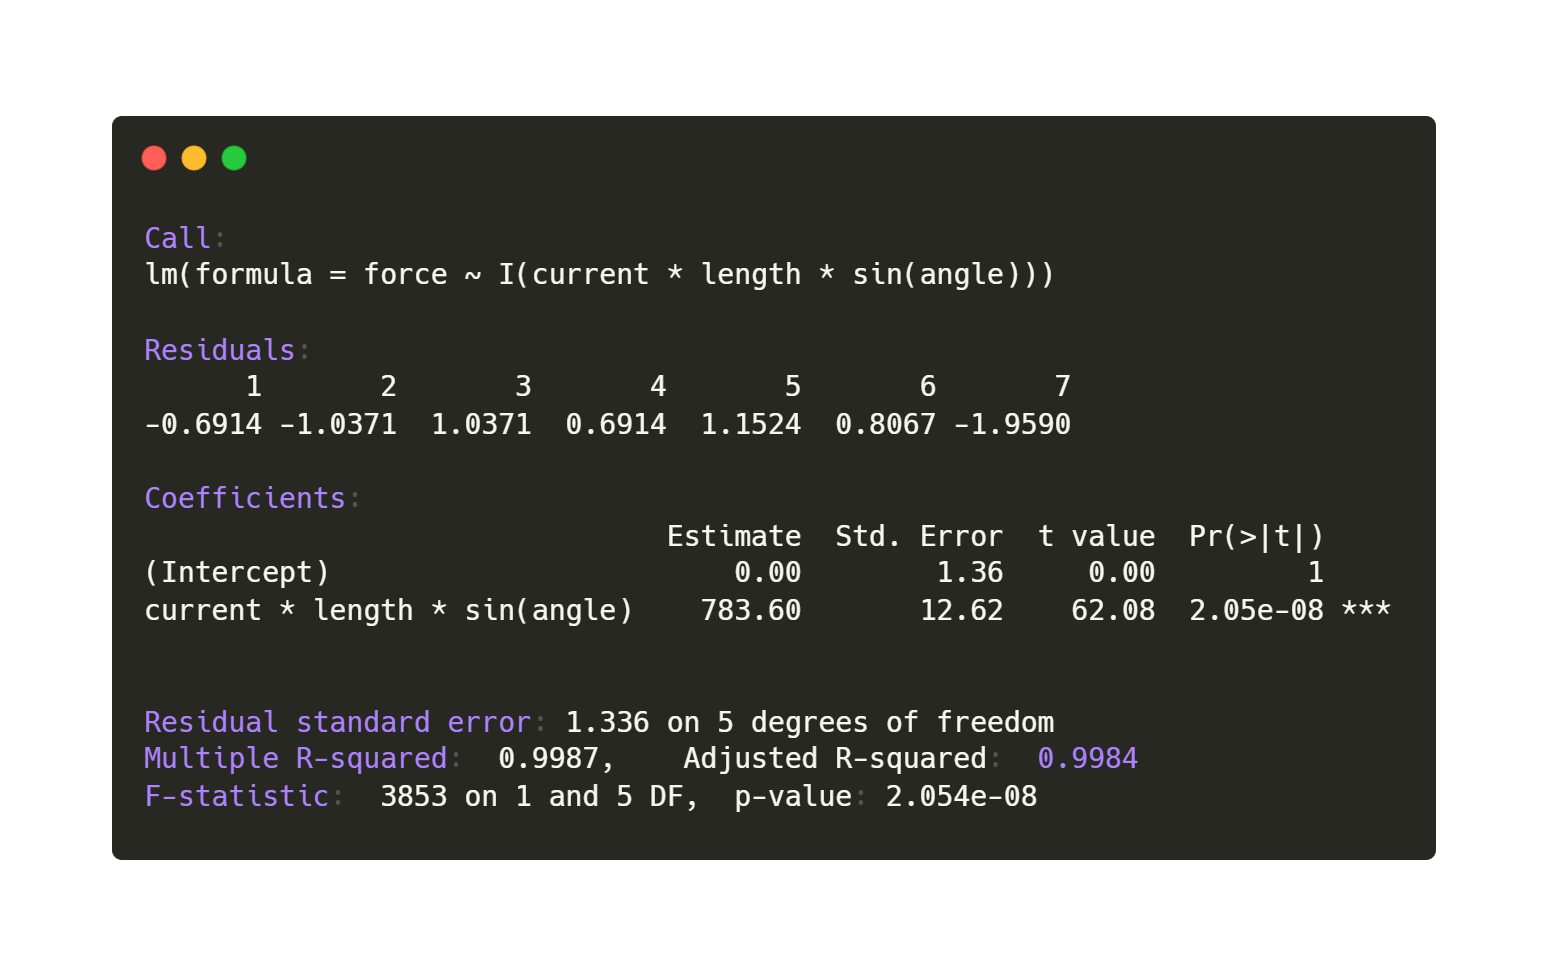 Call:
lm(formula = force ~ I(current * length * sin(angle)))
Residuals:
1 2 3 4 5 6 7
-0.6914 -1.0371 1.0371 0.6914 1.1524 0.8067 -1.9590
Coefficients:
Estimate Std. Error t value Pr(>|t|)
(Intercept) 0.00 1.36 0.00 1
current * length * sin(angle) 783.60 12.62 62.08 2.05e-08 ***
Residual standard error: 1.336 on 5 degrees of freedom
Multiple R-squared: 0.9987, Adjusted R-squared: 0.9984
F-statistic: 3853 on 1 and 5 DF, p-value: 2.054e-08